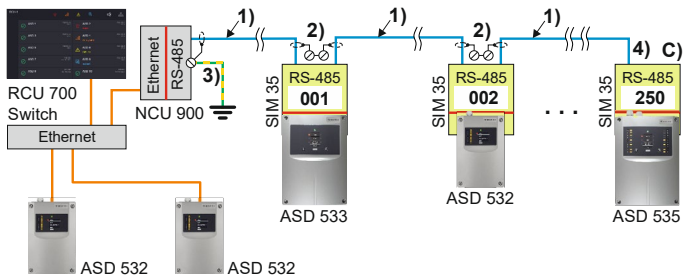 1)
2)
1)
2)
1)
4)
C)
Ethernet
RS-485
3)
SIM 35
RS-485
001
SIM 35
RS-485
002
. . .
SIM 35
RS-485
250
RCU 700
Switch
NCU 900
Ethernet
ASD 533
ASD 532
ASD 535
ASD 532
ASD 532